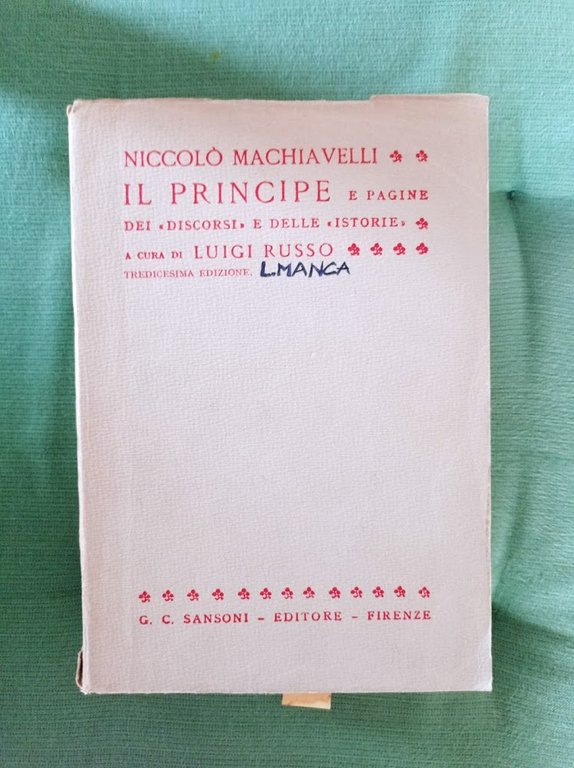 NICCOLÒ MACHIAVELLI
IL PRINCIPE E PAGINE
DEI «DISCORSI» E DELLE «ISTORIE»
A CURA DI LUIGI RUSSO
TREDICESIMA EDIZIONE. L.MANCA
G. C. SANSONI – EDITORE – FIRENZE